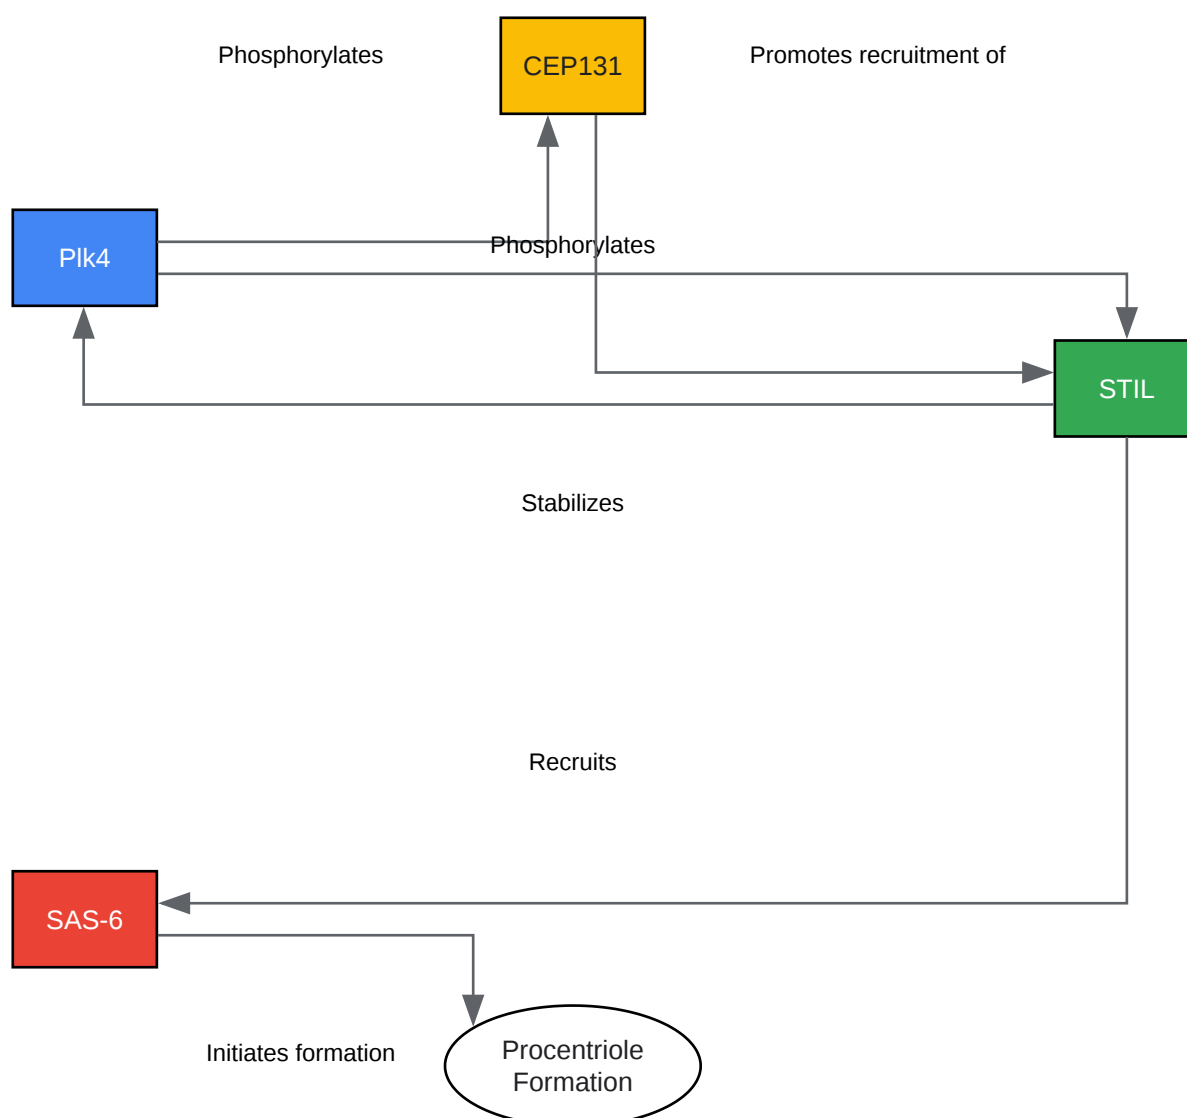 Phosphorylates
CEP131
Promotes recruitment of
Plk4
Phosphorylates
STIL
Stabilizes
Recruits
SAS-6
Initiates formation
Procentriole
Formation